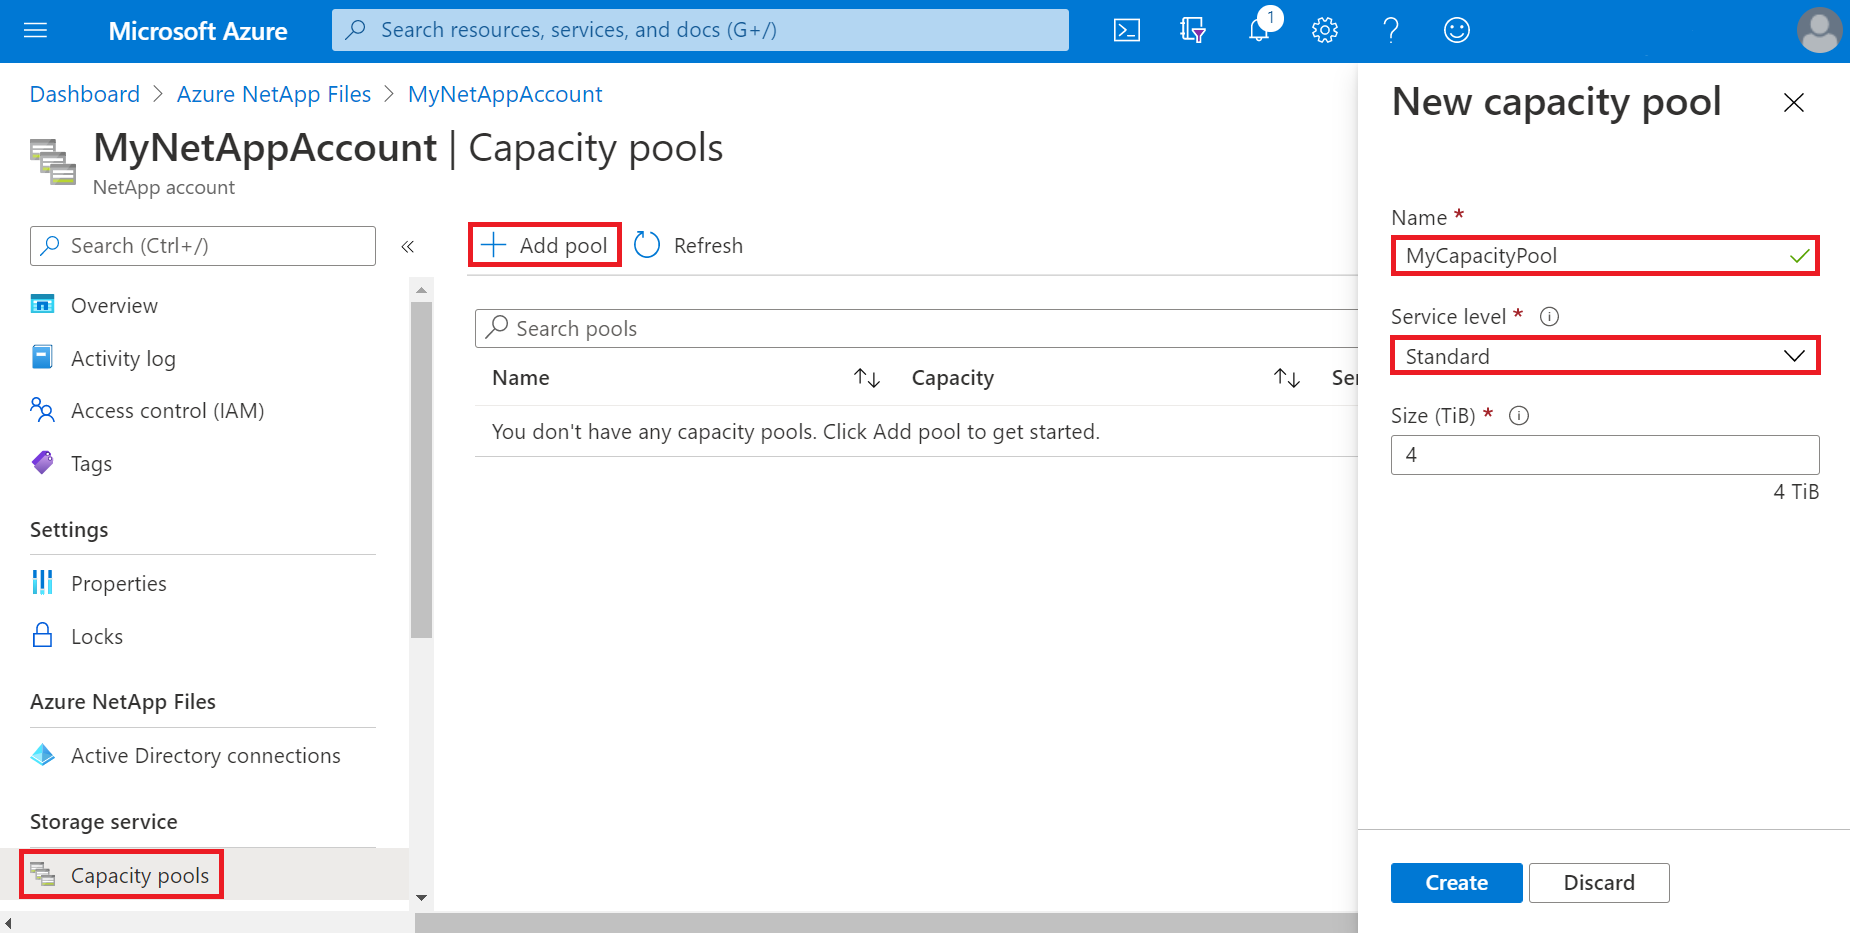 Microsoft Azure
Search resources, services, and docs (G+/)
1
Dashboard > Azure NetApp Files > MyNetAppAccount
MyNetAppAccount | Capacity pools
NetApp account
Search (Ctrl+/)
«
Overview
Activity log
Access control (IAM)
Tags
Settings
Properties
Locks
Azure NetApp Files
Active Directory connections
Storage service
Capacity pools
Add pool
Refresh
Search pools
Name
Capacity
Ser
You don't have any capacity pools. Click Add pool to get started.
New capacity pool
Name *
MyCapacityPool
Service level *
Standard
Size (TiB) *
4
4 TiB
Create
Discard